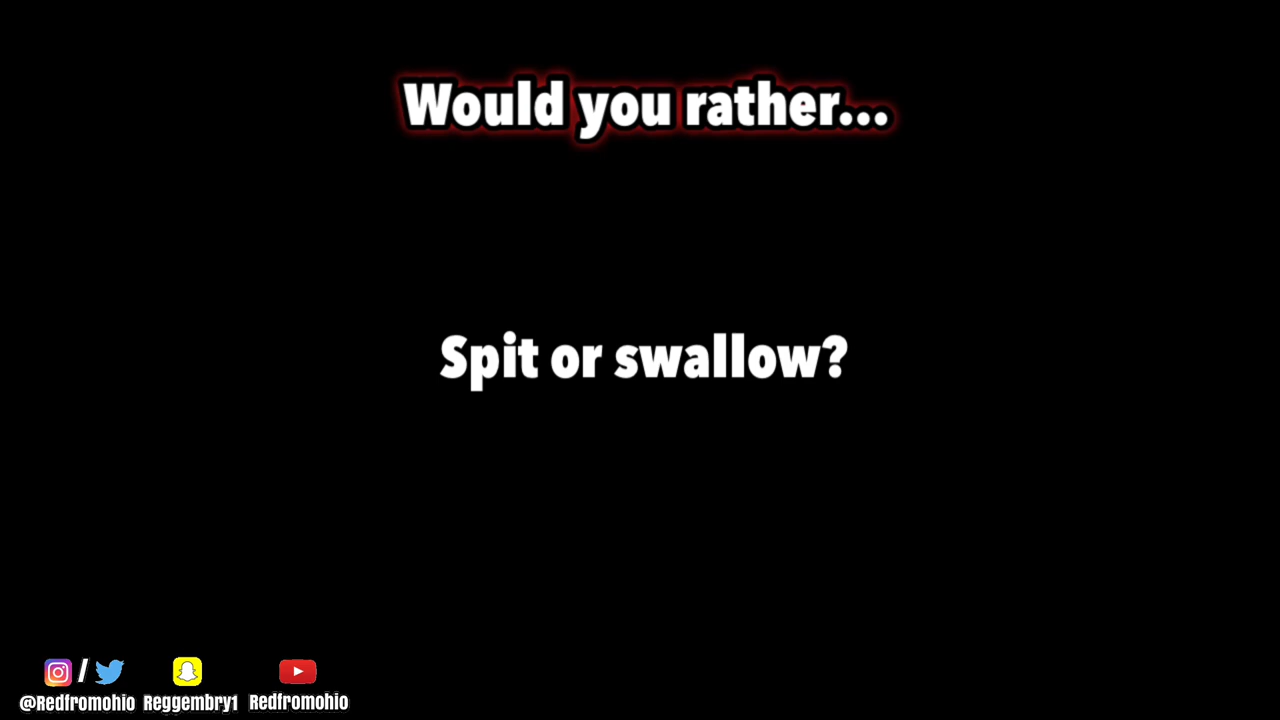 Would you rather...
Spit or swallow?
/
@Redfromohio Reggembry1 Redfromohio